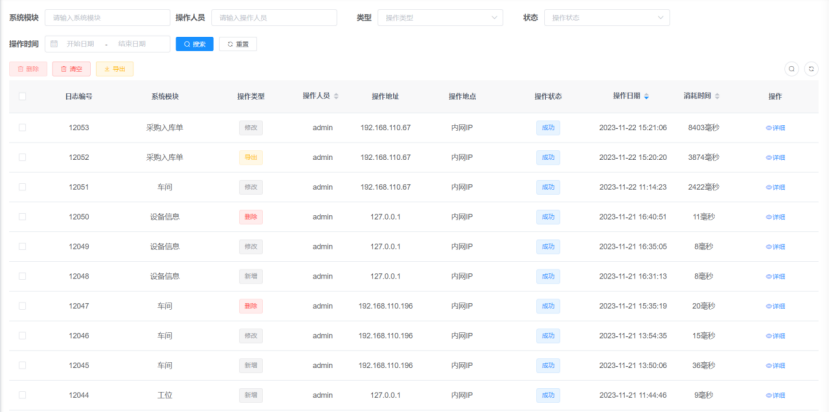 系统模块 请输入系统模块 操作人员 请输入操作人员 类型 操作类型 状态 操作状态
操作时间 开始日期 - 结束日期 搜索 重置
删除 清空 导出
日志编号 系统模块 操作类型 操作人员 操作地址 操作地点 操作状态 操作日期 消耗时间 操作
12053 采购入库单 修改 admin 192.168.110.67 内网IP 成功 2023-11-22 15:21:06 8403毫秒 详细
12052 采购入库单 导出 admin 192.168.110.67 内网IP 成功 2023-11-22 15:20:20 3874毫秒 详细
12051 车间 修改 admin 192.168.110.67 内网IP 成功 2023-11-22 11:14:23 2422毫秒 详细
12050 设备信息 删除 admin 127.0.0.1 内网IP 成功 2023-11-21 16:40:51 11毫秒 详细
12049 设备信息 修改 admin 127.0.0.1 内网IP 成功 2023-11-21 16:35:05 8毫秒 详细
12048 设备信息 新增 admin 127.0.0.1 内网IP 成功 2023-11-21 16:31:13 8毫秒 详细
12047 车间 删除 admin 192.168.110.196 内网IP 成功 2023-11-21 15:35:19 20毫秒 详细
12046 车间 修改 admin 192.168.110.196 内网IP 成功 2023-11-21 13:54:35 15毫秒 详细
12045 车间 新增 admin 192.168.110.196 内网IP 成功 2023-11-21 13:50:06 36毫秒 详细
12044 工位 新增 admin 127.0.0.1 内网IP 成功 2023-11-21 11:44:46 9毫秒 详细